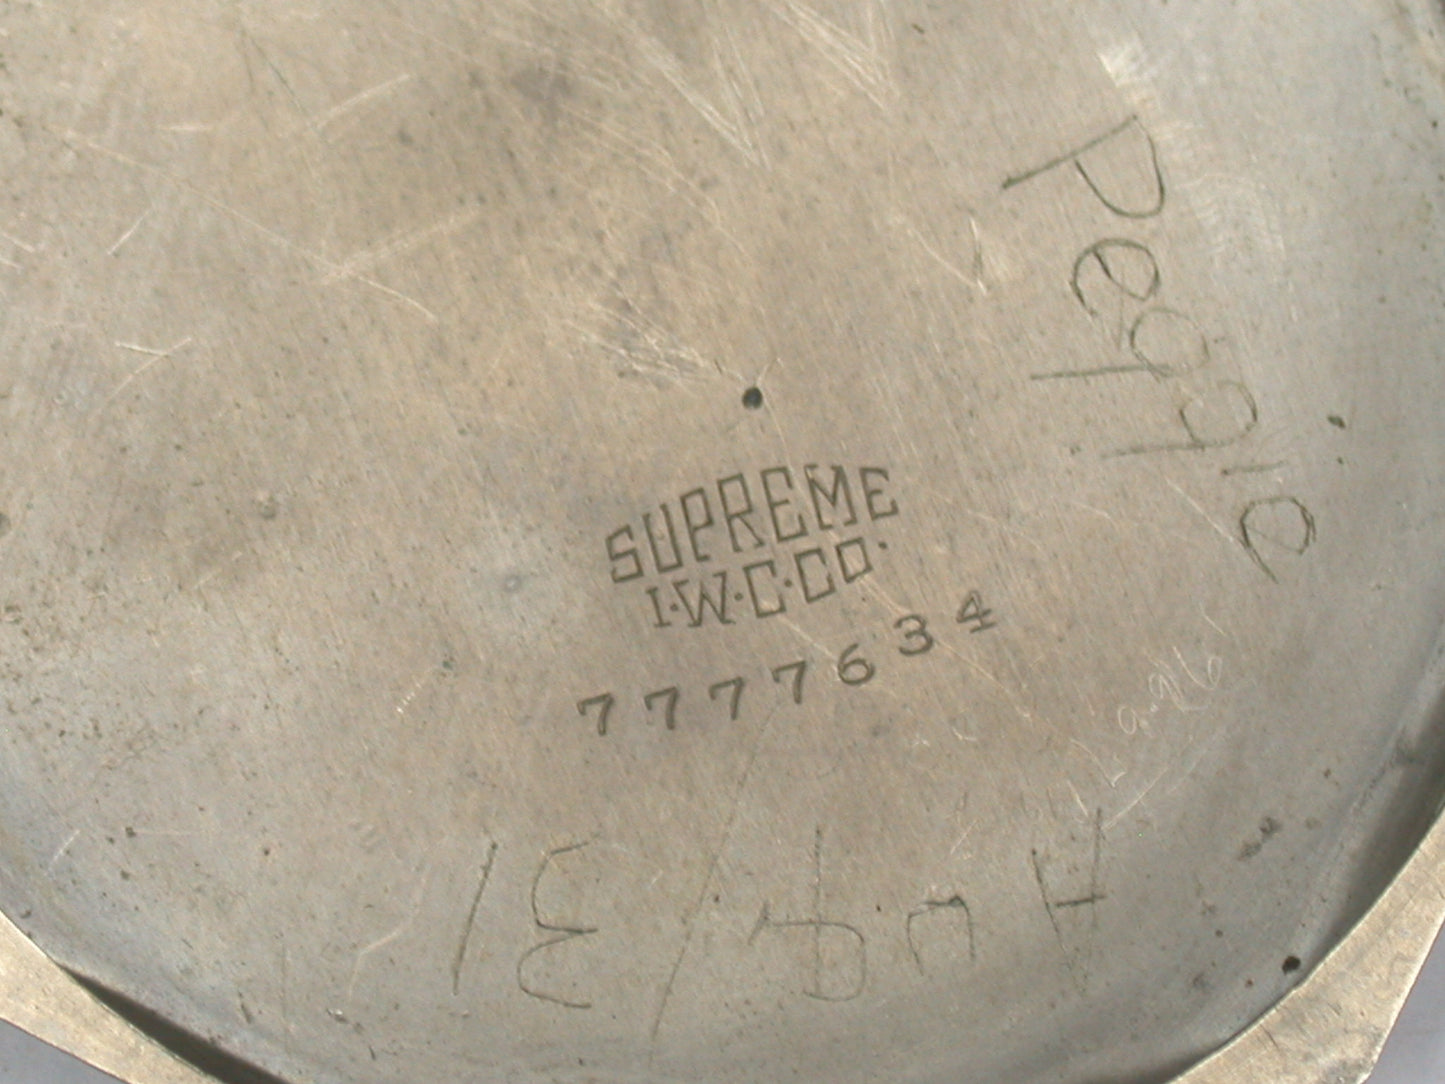 SUPREME
I.W.C.CO.
7777634
Peggie
Aug/31